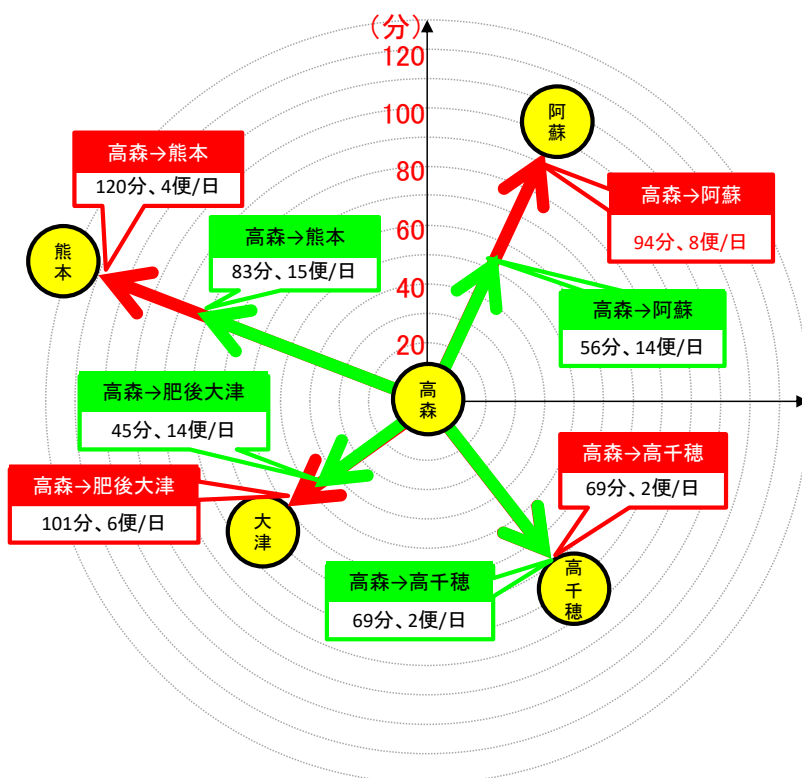 (分)
120
100
80
60
40
20
阿蘇
高森→熊本
120分、4便/日
高森→阿蘇
94分、8便/日
熊本
高森→熊本
83分、15便/日
高森→阿蘇
56分、14便/日
高森
高森→肥後大津
45分、14便/日
高森→高千穂
69分、2便/日
高森→肥後大津
101分、6便/日
大津
高森→高千穂
69分、2便/日
高千穂